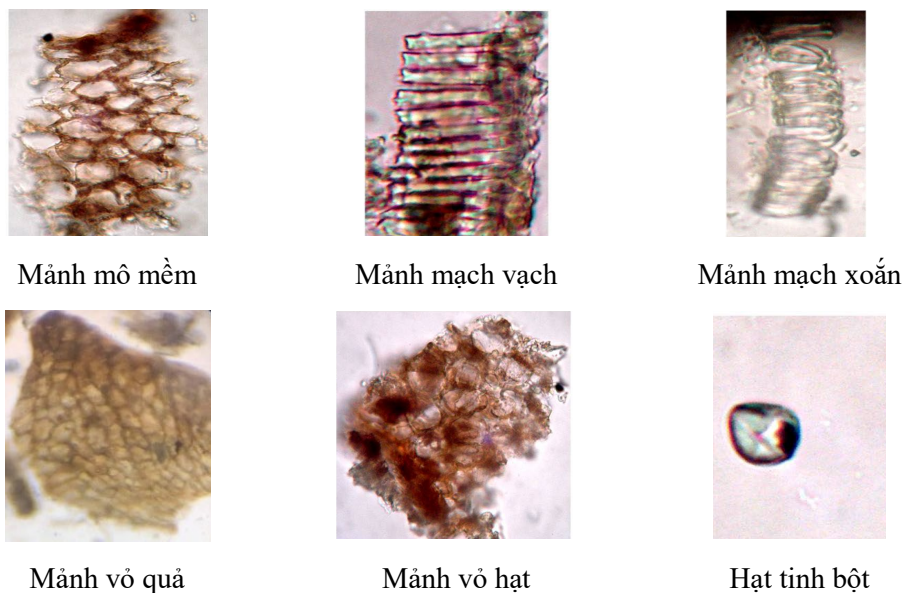 Mảnh mô mềm
Mảnh mạch vạch
Mảnh mạch xoắn
Mảnh vỏ quả
Mảnh vỏ hạt
Hạt tinh bột